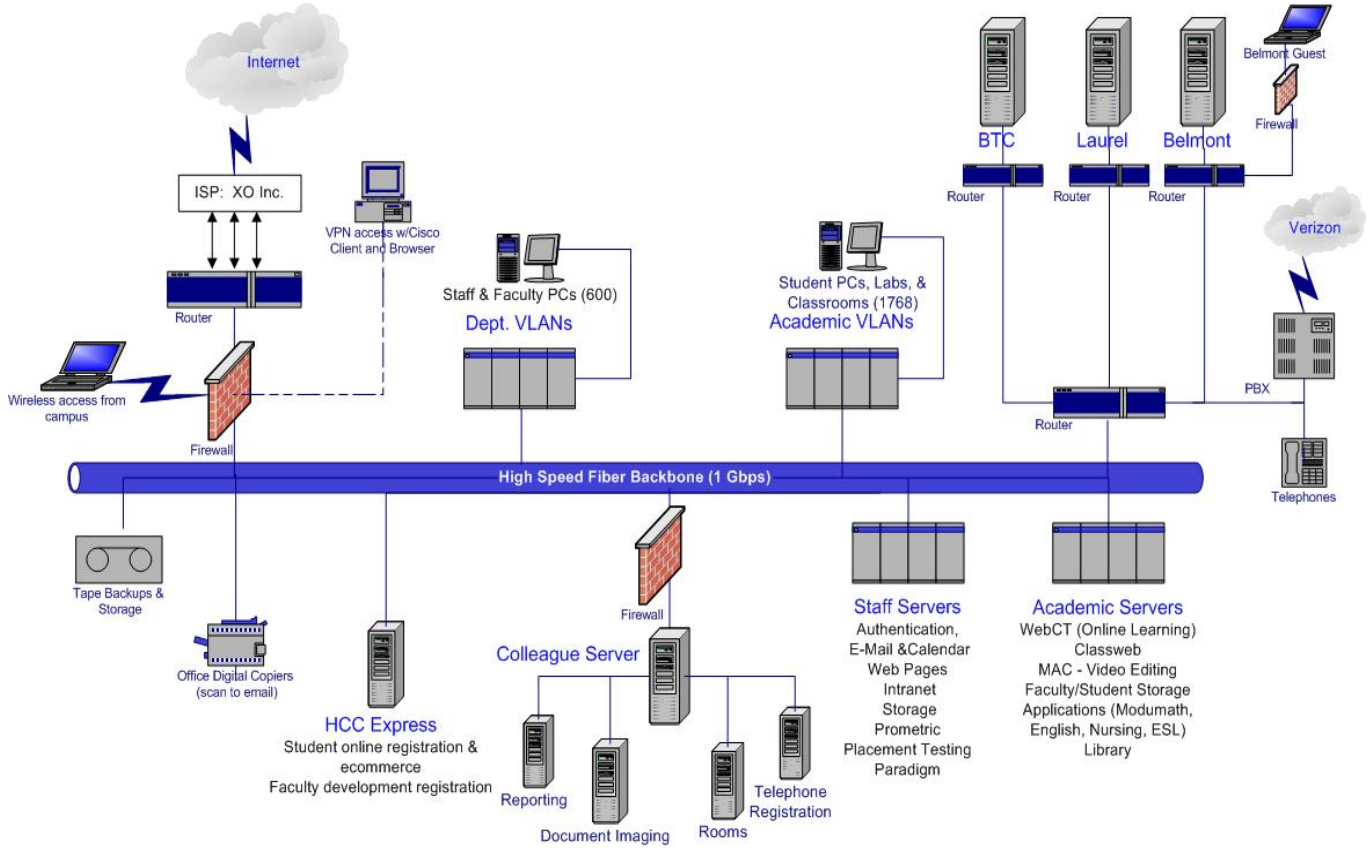 Internet
ISP: XO Inc.
Router
VPN access w/Cisco
Client and Browser
Wireless access from
campus
Firewall
Staff & Faculty PCs (600)
Dept. VLANs
Student PCs, Labs, &
Classrooms (1768)
Academic VLANs
BTC
Router
Laurel
Router
Belmont
Router
Belmont Guest
Firewall
Verizon
PBX
Router
Telephones
High Speed Fiber Backbone (1 Gbps)
Tape Backups &
Storage
Office Digital Copiers
(scan to email)
HCC Express
Student online registration &
ecommerce
Faculty development registration
Firewall
Colleague Server
Reporting
Document Imaging
Rooms
Telephone
Registration
Staff Servers
Authentication,
E-Mail &Calendar
Web Pages
Intranet
Storage
Prometric
Placement Testing
Paradigm
Academic Servers
WebCT (Online Learning)
Classweb
MAC - Video Editing
Faculty/Student Storage
Applications (Modumath,
English, Nursing, ESL)
Library